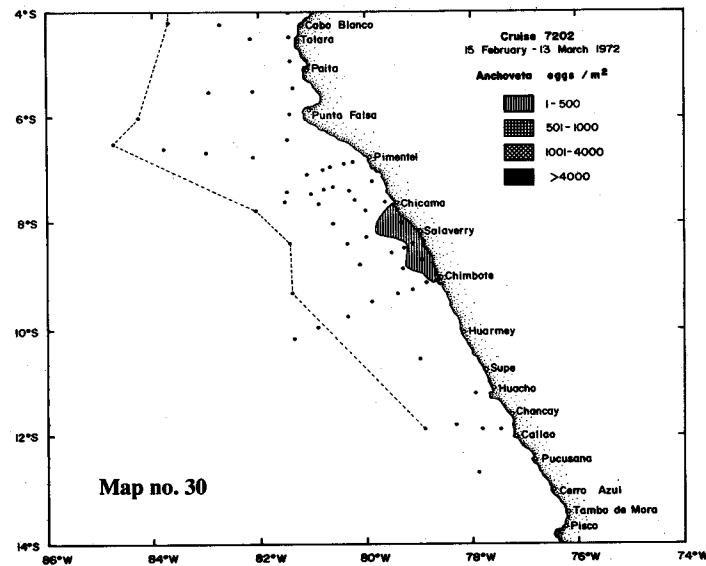 4°S
Cabo Blanco
Talara
Cruise 7202
15 February - 13 March 1972
Paita
Anchoveta eggs / m²
1-500
501-1000
1001-4000
>4000
6°S
Punta Falsa
Pimentel
8°S
Chicama
Salaverry
Chimbote
10°S
Huarmey
Supe
Huacho
Chancay
12°S
Callao
Pucusana
Map no. 30
Cerro Azul
Tambo de Mora
Pisco
14°S
86°W
84°W
82°W
80°W
78°W
76°W
74°W